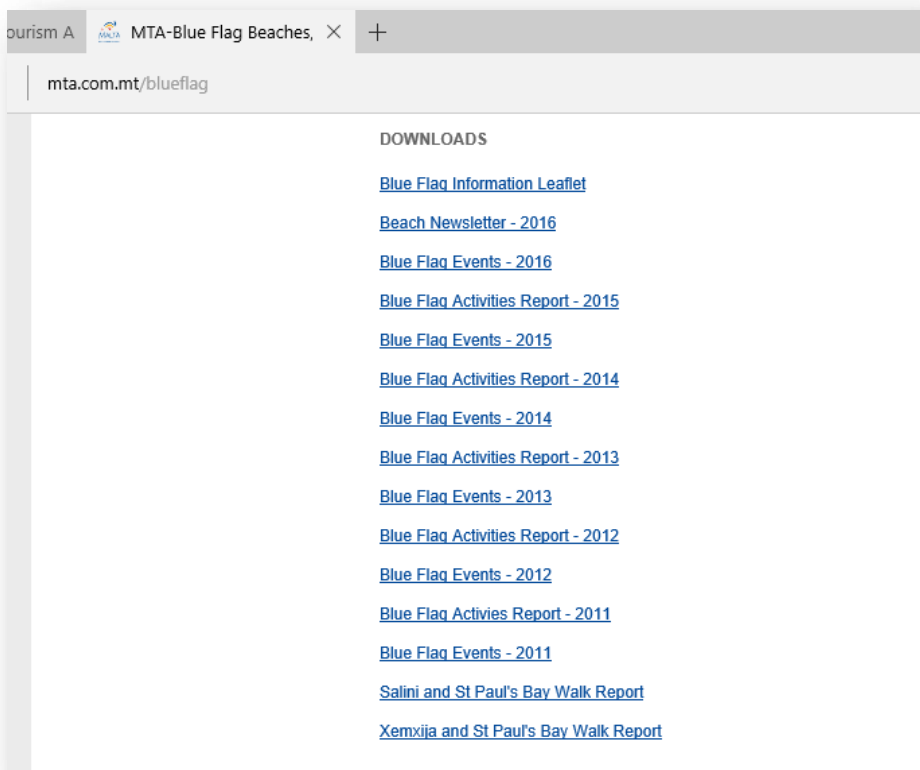 ourism A
MALTA
MTA-Blue Flag Beaches,
mta.com.mt/blueflag
DOWNLOADS
Blue Flag Information Leaflet
Beach Newsletter - 2016
Blue Flag Events - 2016
Blue Flag Activities Report - 2015
Blue Flag Events - 2015
Blue Flag Activities Report - 2014
Blue Flag Events - 2014
Blue Flag Activities Report - 2013
Blue Flag Events - 2013
Blue Flag Activities Report - 2012
Blue Flag Events - 2012
Blue Flag Activies Report - 2011
Blue Flag Events - 2011
Salini and St Paul's Bay Walk Report
Xemxija and St Paul's Bay Walk Report